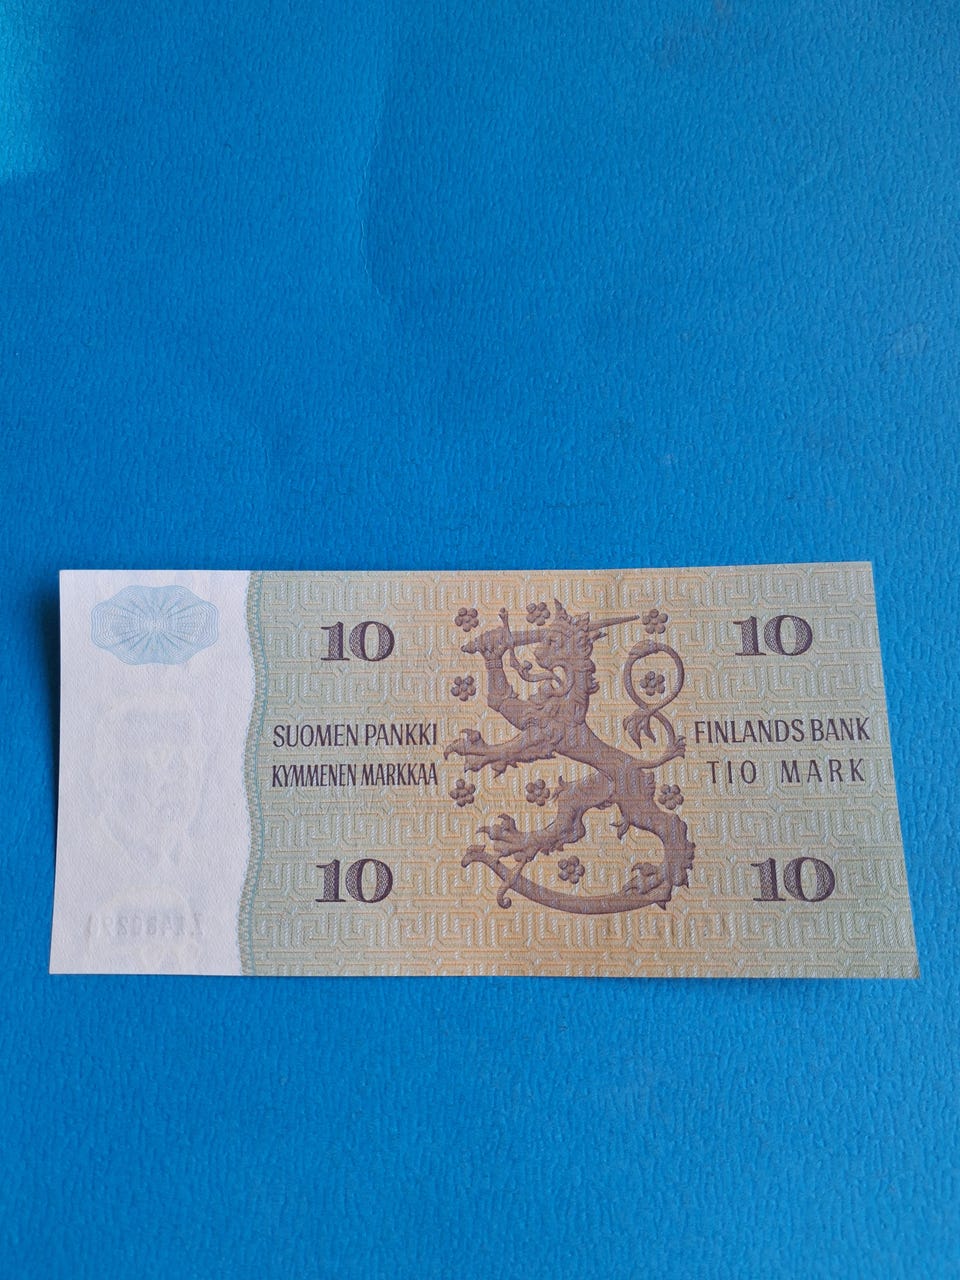 10
10
SUOMEN PANKKI
KYMMENEN MARKKAA
FINLANDS BANK
TIO MARK
10
10